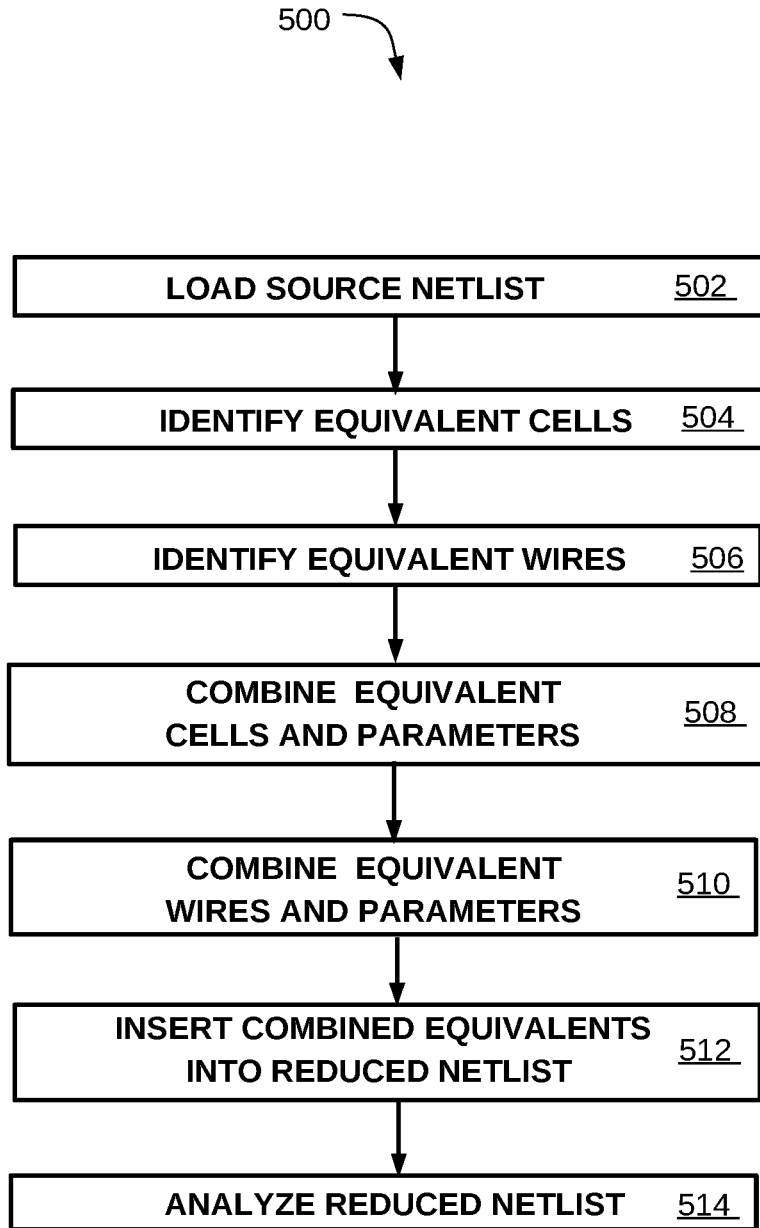 500
LOAD SOURCE NETLIST 502
IDENTIFY EQUIVALENT CELLS 504
IDENTIFY EQUIVALENT WIRES 506
COMBINE EQUIVALENT
CELLS AND PARAMETERS 508
COMBINE EQUIVALENT
WIRES AND PARAMETERS 510
INSERT COMBINED EQUIVALENTS
INTO REDUCED NETLIST 512
ANALYZE REDUCED NETLIST 514